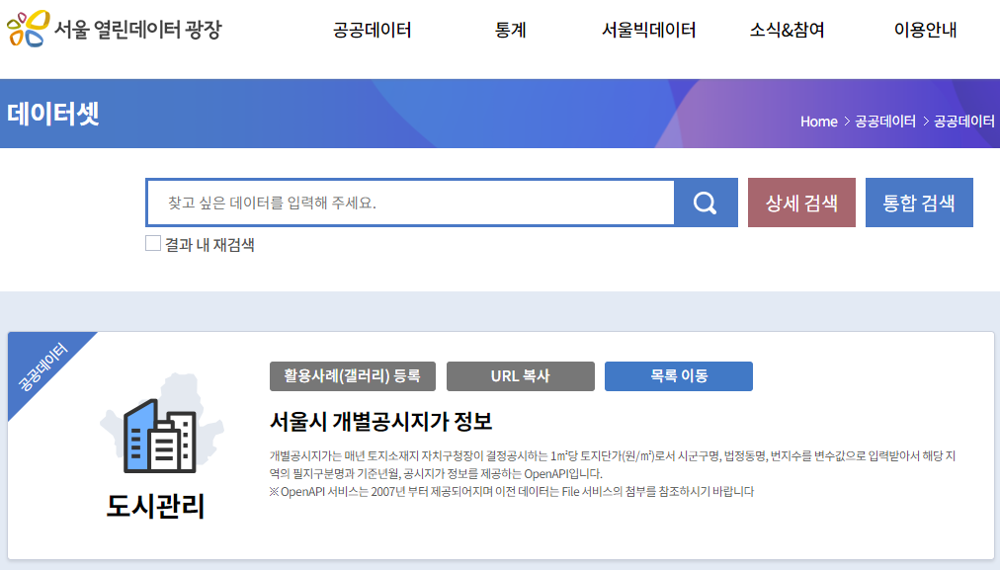 서울 열린데이터 광장
공공데이터 통계 서울빅데이터 소식&참여 이용안내
데이터셋
Home > 공공데이터 > 공공데이터
찾고 싶은 데이터를 입력해 주세요.
상세 검색
통합 검색
결과 내 재검색
공공데이터
도시관리
활용사례(갤러리) 등록 URL 복사 목록 이동
서울시 개별공시지가 정보
개별공시지가는 매년 토지소재지 자치구청장이 결정공시하는 1㎡당 토지단가(원/㎡)로서 시군구명, 법정동명, 번지수를 변수값으로 입력받아서 해당 지
역의 필지구분명과 기준년월, 공시지가 정보를 제공하는 OpenAPI입니다.
※ OpenAPI 서비스는 2007년 부터 제공되어지며 이전 데이터는 File 서비스의 첨부를 참조하시기 바랍니다